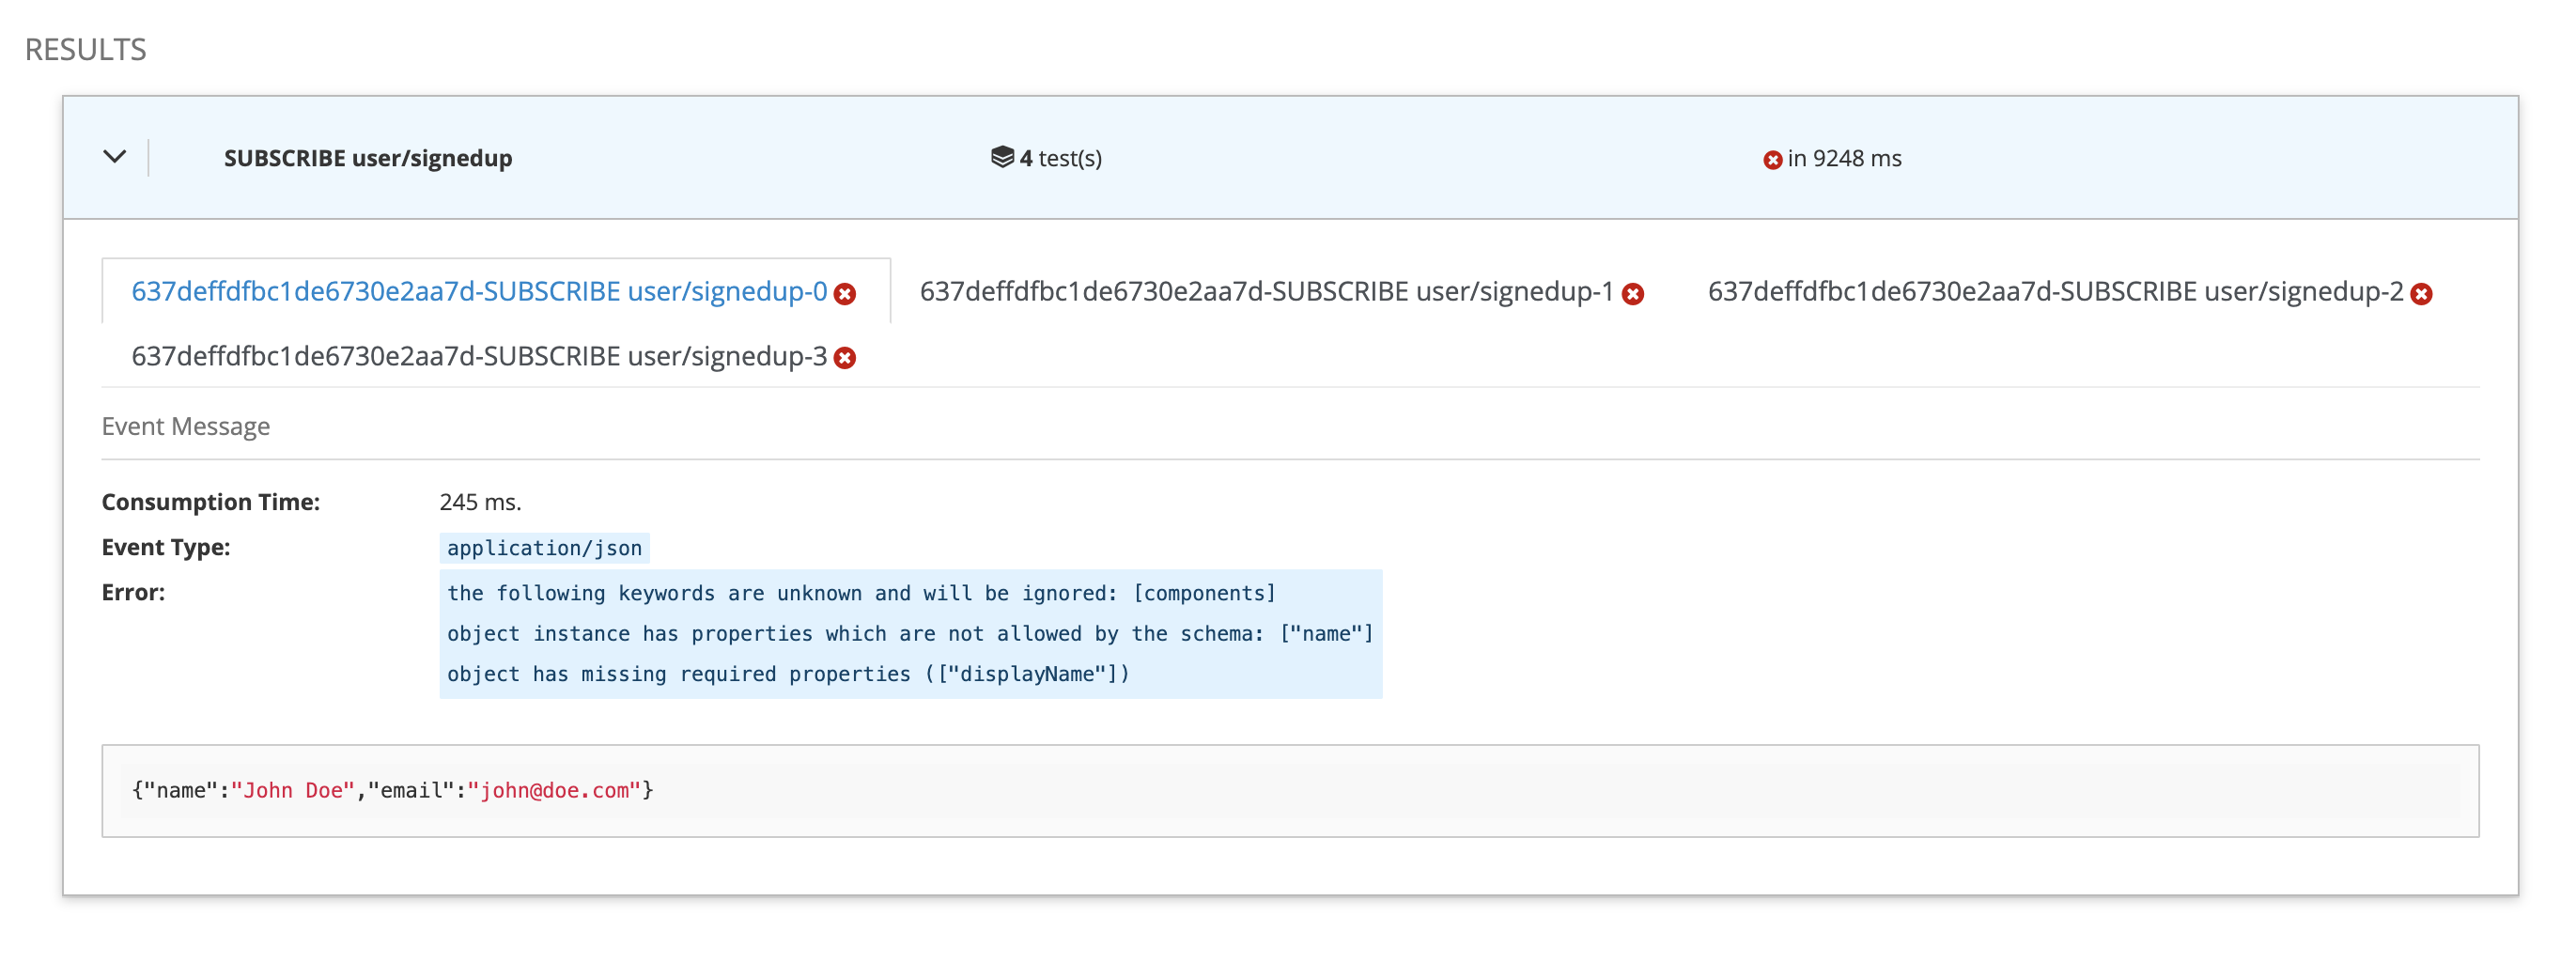 RESULTS
SUBSCRIBE user/signedup 4 test(s) in 9248 ms
637deffdfbc1de6730e2aa7d-SUBSCRIBE user/signedup-0 637deffdfbc1de6730e2aa7d-SUBSCRIBE user/signedup-1 637deffdfbc1de6730e2aa7d-SUBSCRIBE user/signedup-2
637deffdfbc1de6730e2aa7d-SUBSCRIBE user/signedup-3
Event Message
Consumption Time: 245 ms.
Event Type: application/json
Error: the following keywords are unknown and will be ignored: [components]
object instance has properties which are not allowed by the schema: ["name"]
object has missing required properties (["displayName"])
{"name":"John Doe","email":"john@doe.com"}